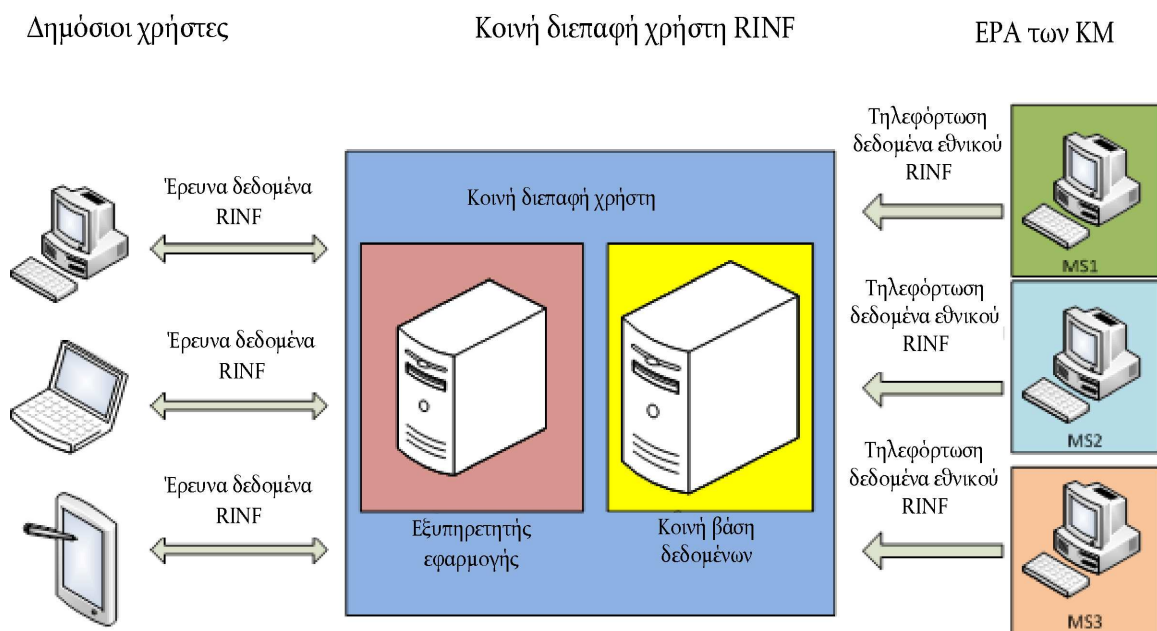 Δημόσιοι χρήστες
Κοινή διεπαφή χρήστη RINF
ΕΡΑ των ΚΜ
Έρευνα δεδομένα
RINF
Έρευνα δεδομένα
RINF
Έρευνα δεδομένα
RINF
Κοινή διεπαφή χρήστη
Εξυπηρετητής
εφαρμογής
Κοινή βάση
δεδομένων
Τηλεφόρτωση
δεδομένα εθνικού
RINF
MS1
Τηλεφόρτωση
δεδομένα εθνικού
RINF
MS2
Τηλεφόρτωση
δεδομένα εθνικού
RINF
MS3